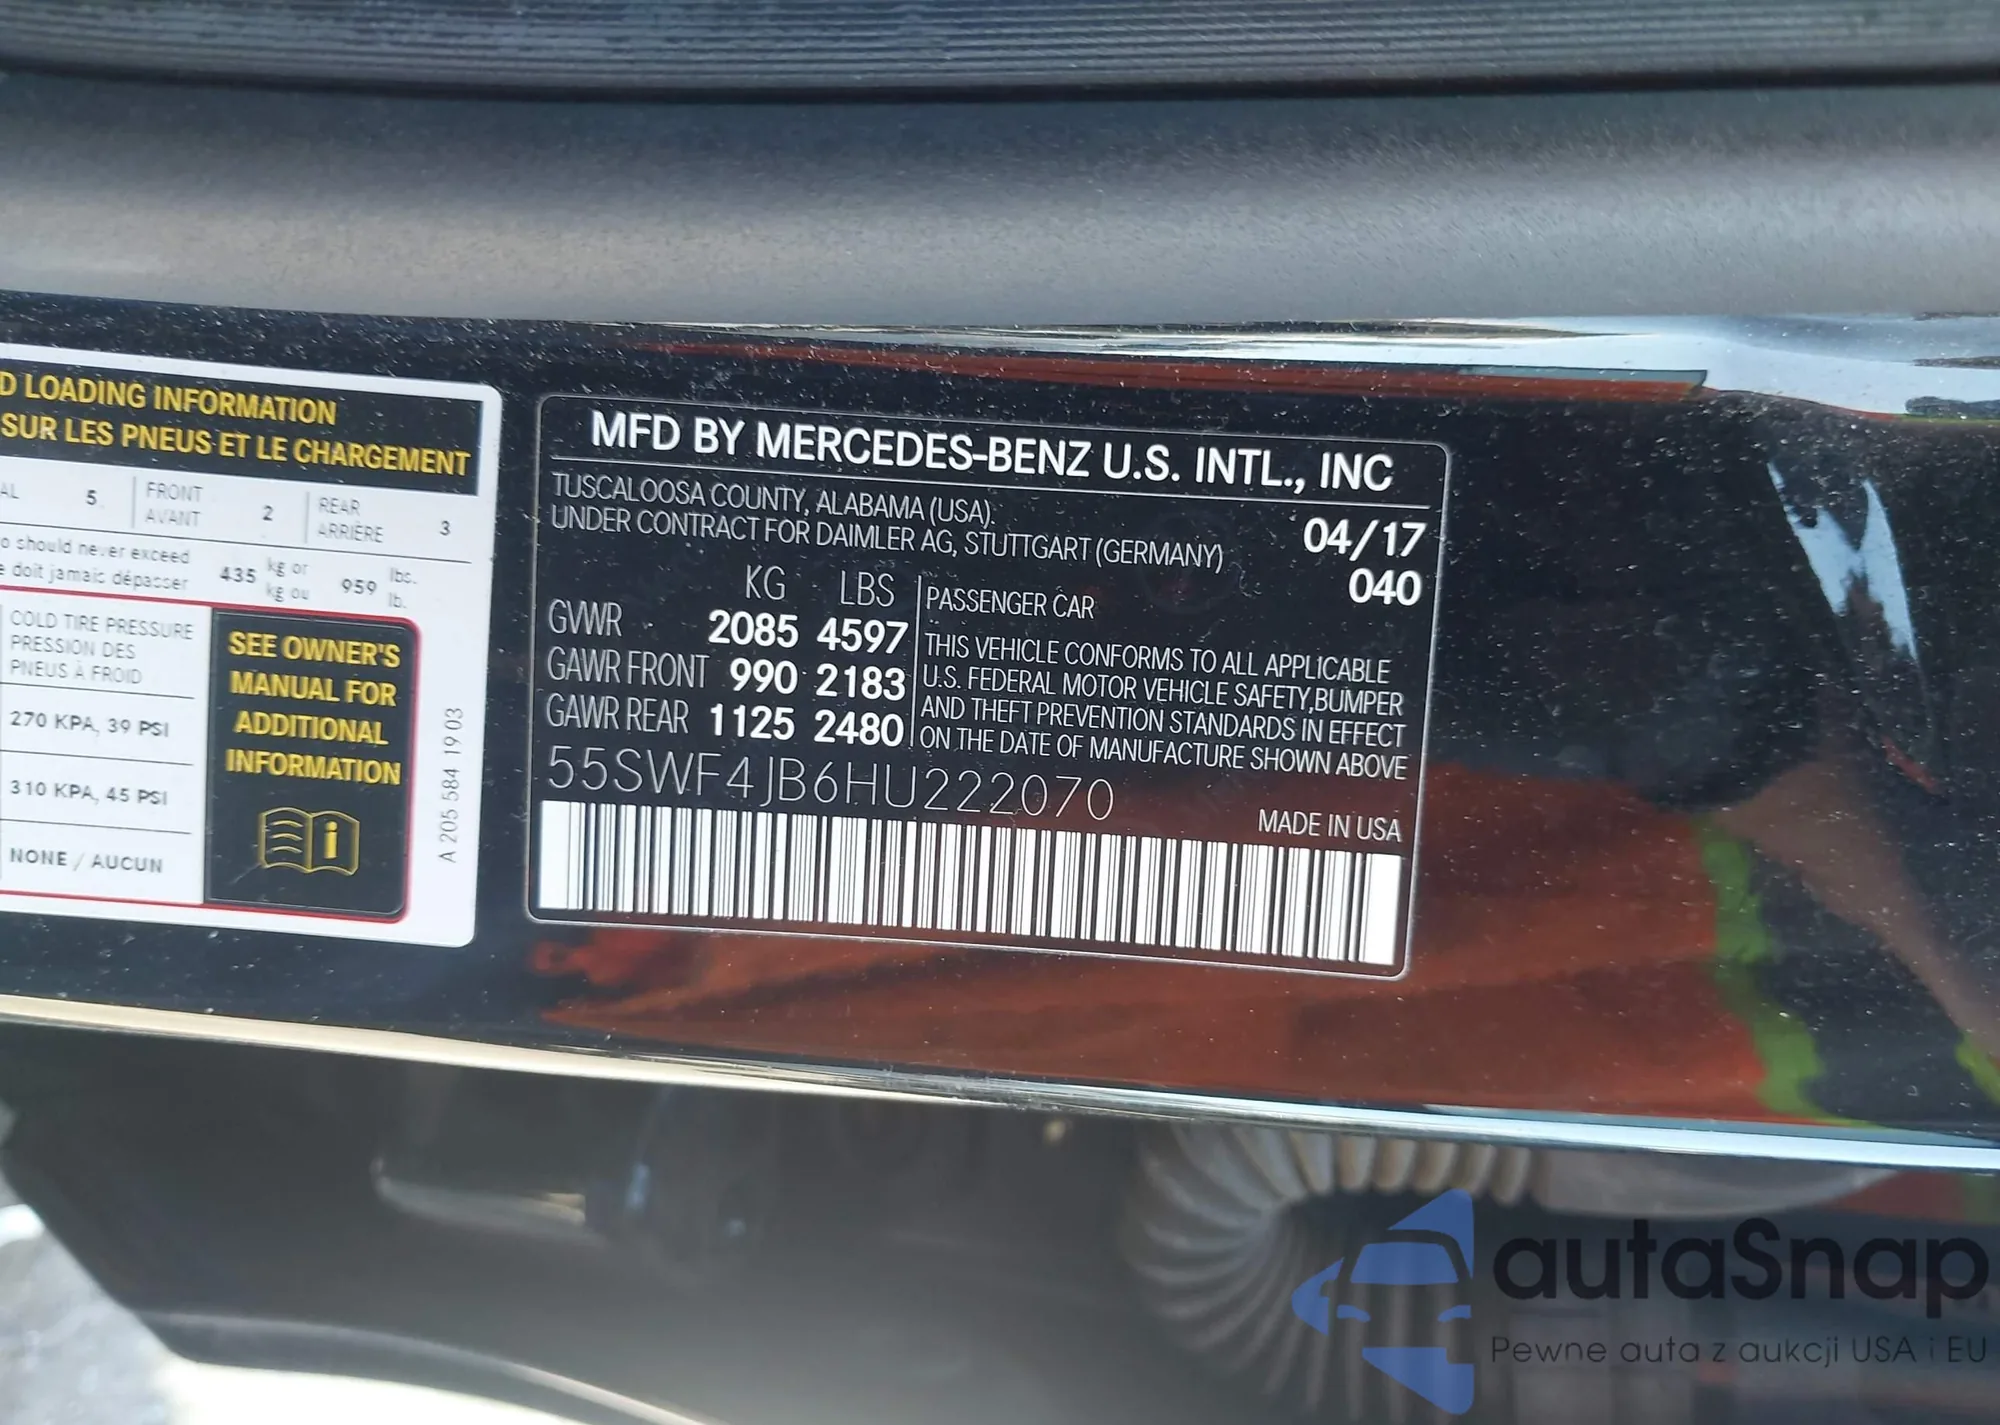 D LOADING INFORMATION
SUR LES PNEUS ET LE CHARGEMENT
AL 5 FRONT AVANT 2 REAR ARRIÈRE 3
o should never exceed
e doit jamais dépasser 435 kg or kg ou 959 lbs. lb.
COLD TIRE PRESSURE
PRESSION DES
PNEUS À FROID
270 KPA, 39 PSI
310 KPA, 45 PSI
NONE / AUCUN
SEE OWNER'S
MANUAL FOR
ADDITIONAL
INFORMATION
A 205 584 19 03
MFD BY MERCEDES-BENZ U.S. INTL., INC
TUSCALOOSA COUNTY, ALABAMA (USA).
UNDER CONTRACT FOR DAIMLER AG, STUTTGART (GERMANY)
04/17
040
KG LBS
GVWR 2085 4597
GAWR FRONT 990 2183
GAWR REAR 1125 2480
PASSENGER CAR
THIS VEHICLE CONFORMS TO ALL APPLICABLE
U.S. FEDERAL MOTOR VEHICLE SAFETY,BUMPER
AND THEFT PREVENTION STANDARDS IN EFFECT
ON THE DATE OF MANUFACTURE SHOWN ABOVE
55SWF4JB6HU222070
MADE IN USA
autaSnap
Pewne auta z aukcji USA i EU